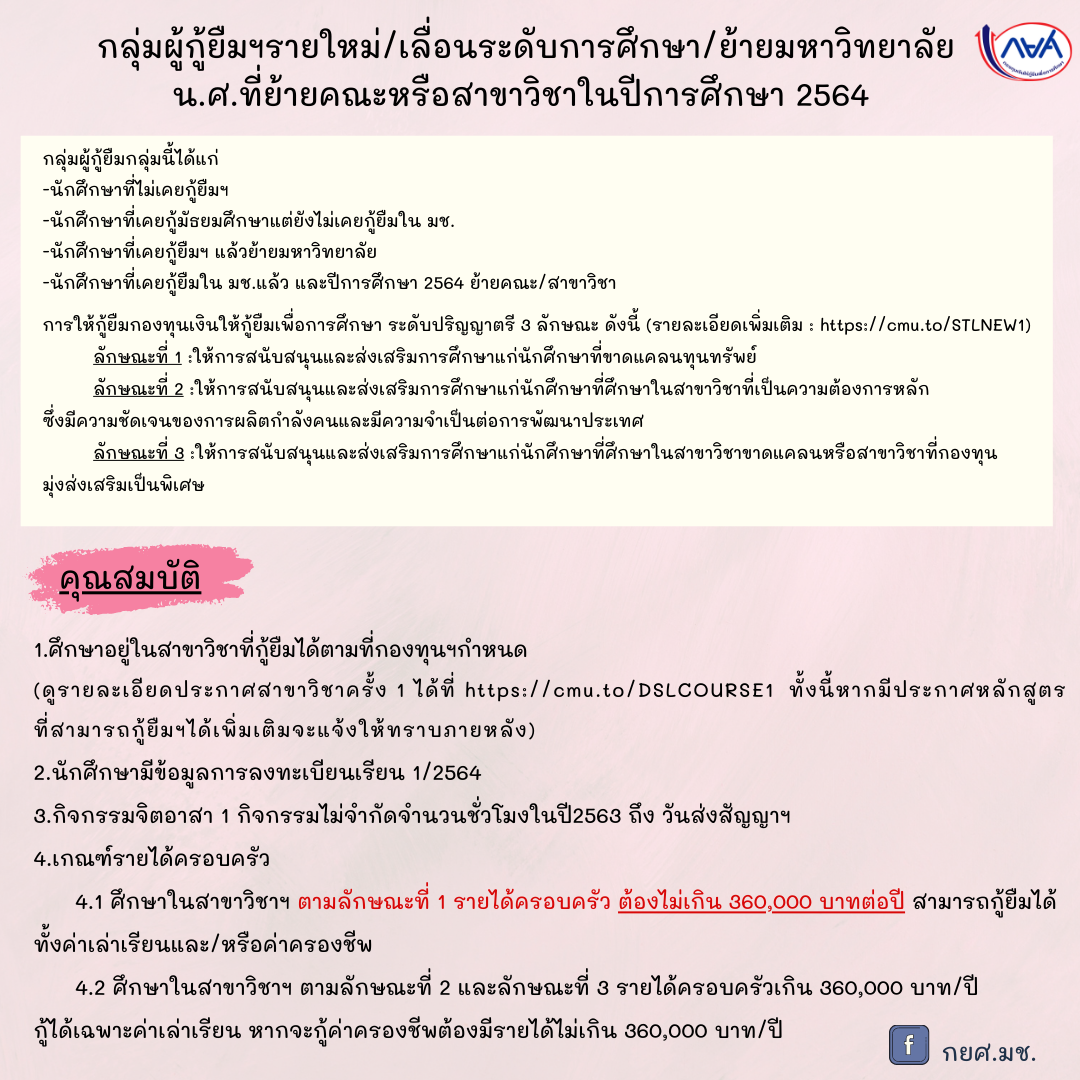 กลุ่มผู้กู้ยืมฯรายใหม่/เลื่อนระดับการศึกษา/ย้ายมหาวิทยาลัย
น.ศ.ที่ย้ายคณะหรือสาขาวิชาในปีการศึกษา 2564
กยศ
กลุ่มผู้กู้ยืมกลุ่มนี้ได้แก่
-นักศึกษาที่ไม่เคยกู้ยืมฯ
-นักศึกษาที่เคยกู้มัธยมศึกษาแต่ยังไม่เคยกู้ยืมใน มช.
-นักศึกษาที่เคยกู้ยืมฯ แล้วย้ายมหาวิทยาลัย
-นักศึกษาที่เคยกู้ยืมใน มช.แล้ว และปีการศึกษา 2564 ย้ายคณะ/สาขาวิชา
การให้กู้ยืมกองทุนเงินให้กู้ยืมเพื่อการศึกษา ระดับปริญญาตรี 3 ลักษณะ ดังนี้ (รายละเอียดเพิ่มเติม : https://cmu.to/STLNEW1)
ลักษณะที่ 1 :ให้การสนับสนุนและส่งเสริมการศึกษาแก่นักศึกษาที่ขาดแคลนทุนทรัพย์
ลักษณะที่ 2 :ให้การสนับสนุนและส่งเสริมการศึกษาแก่นักศึกษาที่ศึกษาในสาขาวิชาที่เป็นความต้องการหลัก
ซึ่งมีความชัดเจนของการผลิตกำลังคนและมีความจำเป็นต่อการพัฒนาประเทศ
ลักษณะที่ 3 :ให้การสนับสนุนและส่งเสริมการศึกษาแก่นักศึกษาที่ศึกษาในสาขาวิชาขาดแคลนหรือสาขาวิชาที่กองทุน
มุ่งส่งเสริมเป็นพิเศษ
คุณสมบัติ
1.ศึกษาอยู่ในสาขาวิชาที่กู้ยืมได้ตามที่กองทุนฯกำหนด
(ดูรายละเอียดประกาศสาขาวิชาครั้ง 1 ได้ที่ https://cmu.to/DSLCOURSE1 ทั้งนี้หากมีประกาศหลักสูตร
ที่สามารถกู้ยืมฯได้เพิ่มเติมจะแจ้งให้ทราบภายหลัง)
2.นักศึกษามีข้อมูลการลงทะเบียนเรียน 1/2564
3.กิจกรรมจิตอาสา 1 กิจกรรมไม่จำกัดจำนวนชั่วโมงในปี2563 ถึง วันส่งสัญญาฯ
4.เกณฑ์รายได้ครอบครัว
4.1 ศึกษาในสาขาวิชาฯ ตามลักษณะที่ 1 รายได้ครอบครัว ต้องไม่เกิน 360,000 บาทต่อปี สามารถกู้ยืมได้
ทั้งค่าเล่าเรียนและ/หรือค่าครองชีพ
4.2 ศึกษาในสาขาวิชาฯ ตามลักษณะที่ 2 และลักษณะที่ 3 รายได้ครอบครัวเกิน 360,000 บาท/ปี
กู้ได้เฉพาะค่าเล่าเรียน หากจะกู้ค่าครองชีพต้องมีรายได้ไม่เกิน 360,000 บาท/ปี
f กยศ.มช.